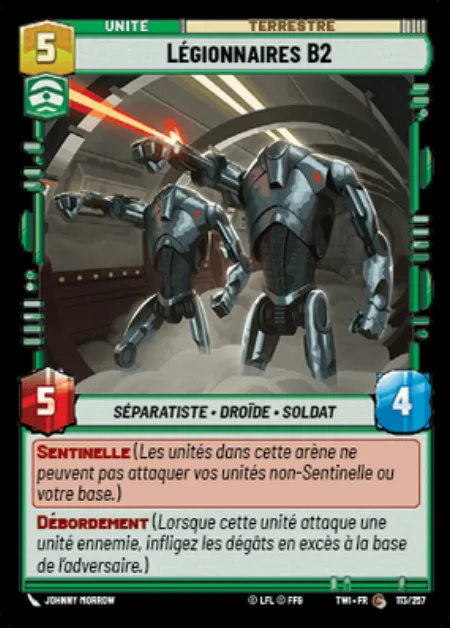 UNITÉ
TERRESTRE
5
LÉGIONNAIRES B2
5
SÉPARATISTE • DROÏDE • SOLDAT
4
SENTINELLE (Les unités dans cette arène ne
peuvent pas attaquer vos unités non-Sentinelle ou
votre base.)
DÉBORDEMENT (Lorsque cette unité attaque une
unité ennemie, infligez les dégâts en excès à la base
de l'adversaire.)
JOHNNY MORROW
© LFL © FFG
TWI • FR
C
113/257